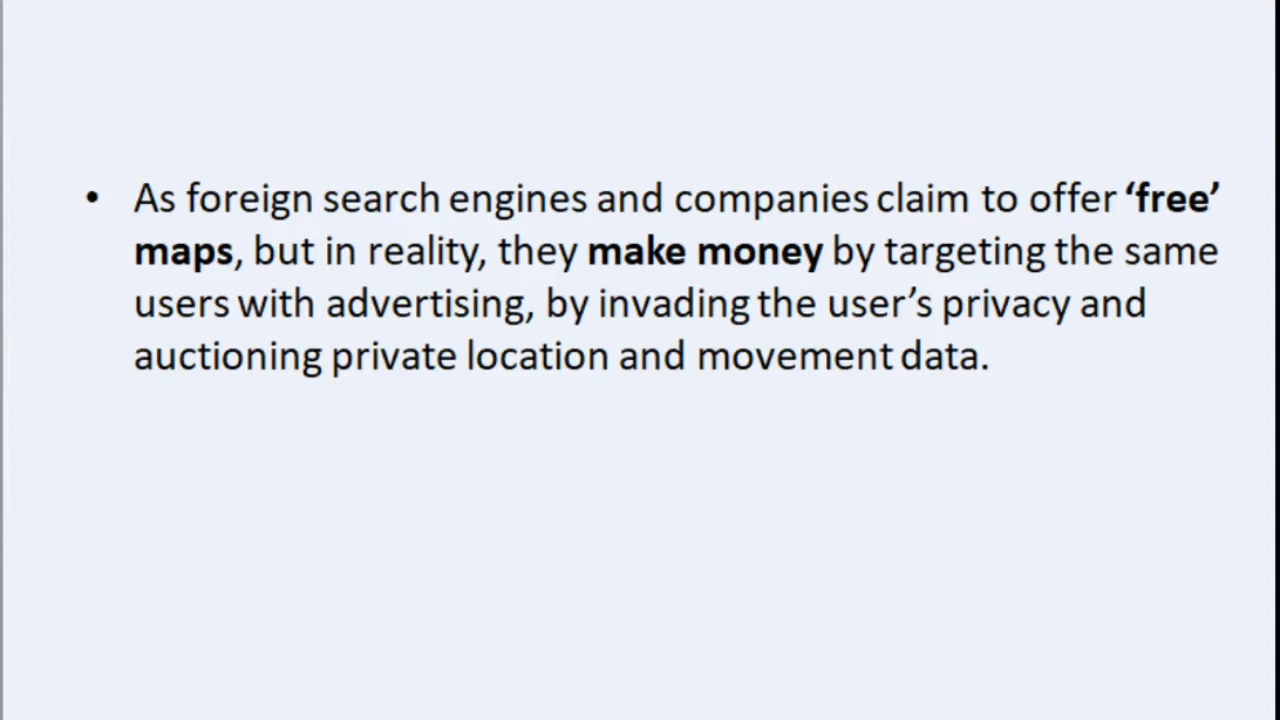 • As foreign search engines and companies claim to offer ‘free’
maps, but in reality, they make money by targeting the same
users with advertising, by invading the user’s privacy and
auctioning private location and movement data.